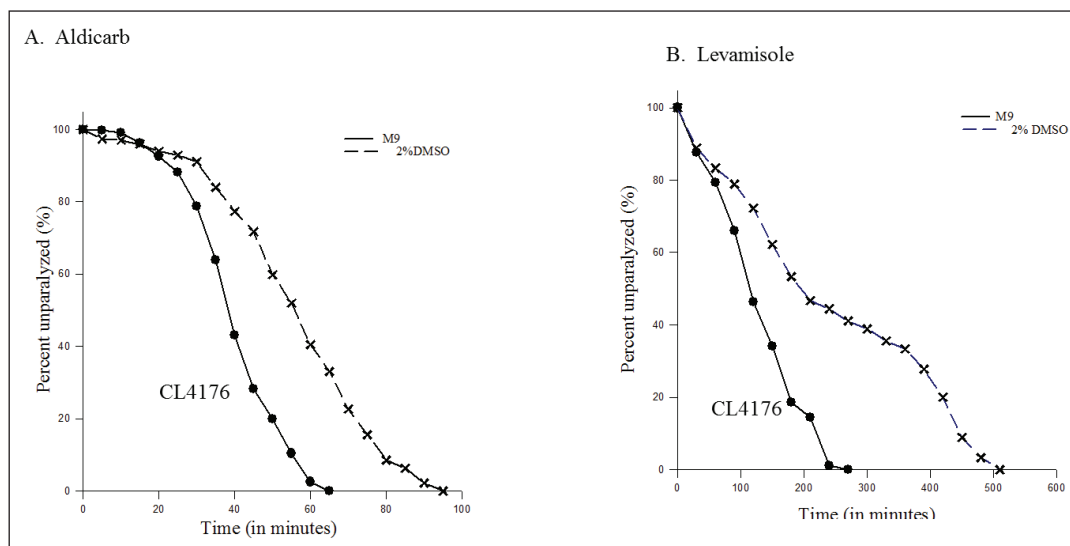 A. Aldicarb
M9
2%DMSO
CL4176
Percent unparalyzed (%)
100
80
60
40
20
0
0 20 40 60 80 100
Time (in minutes)
B. Levamisole
M9
2% DMSO
CL4176
Percent unparalyzed (%)
100
80
60
40
20
0
0 100 200 300 400 500 600
Time (in minutes)